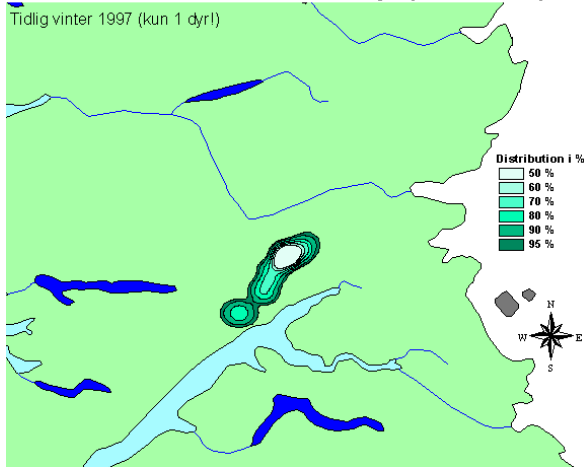 Tidlig vinter 1997 (kun 1 dyr!)
Distribution i %
50 %
60 %
70 %
80 %
90 %
95 %
N
W E
S